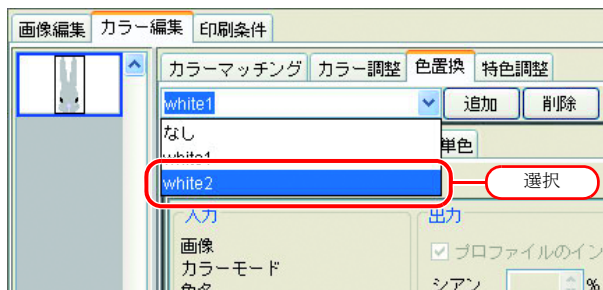 画像編集 カラー編集 印刷条件
カラーマッチング カラー調整 色置換 特色調整
white1 追加 削除
なし
単色
white1
white2 選択
入力 出力
画像 プロファイルのイン
カラーモード
シアン %
色名